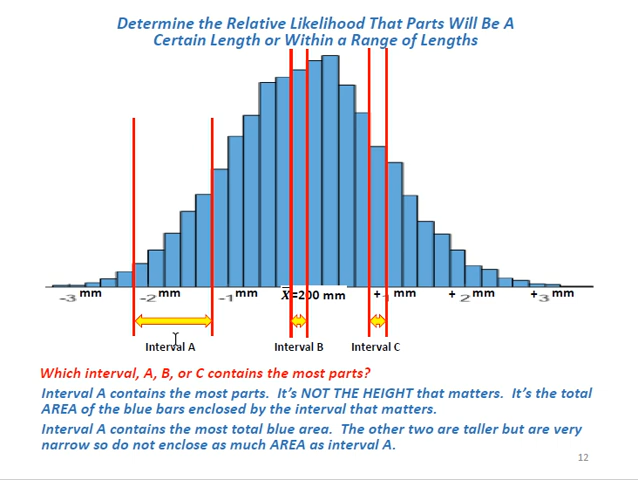 Determine the Relative Likelihood That Parts Will Be A
Certain Length or Within a Range of Lengths
-3 mm -2 mm -1 mm X̅=200 mm + 1 mm + 2 mm + 3 mm
Interval A Interval B Interval C
Which interval, A, B, or C contains the most parts?
Interval A contains the most parts. It's NOT THE HEIGHT that matters. It's the total
AREA of the blue bars enclosed by the interval that matters.
Interval A contains the most total blue area. The other two are taller but are very
narrow so do not enclose as much AREA as interval A.
12